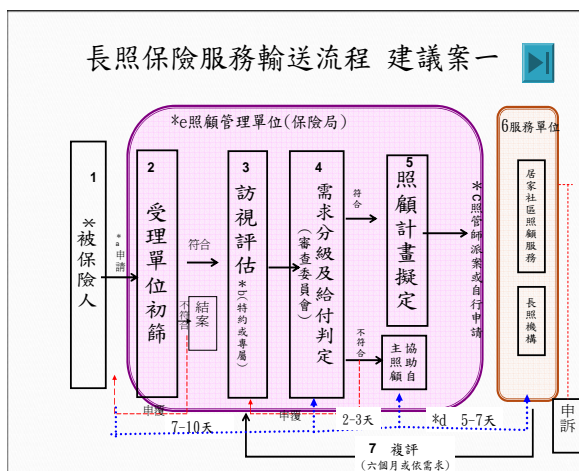 長照保險服務輸送流程 建議案一
*e照顧管理單位(保險局)
6服務單位
1
*被保險人
*a申請
2
受理單位初篩
符合
不符合
結案
3
訪視評估
*b(特約或專屬)
4
需求分級及給付判定
(審查委員會)
符合
不符合
5
照顧計畫擬定
協助自
主照顧
*c照管師派案或自行申請
居家社區照顧服務
長照機構
申訴
申覆
申覆
7-10天
2-3天
*d 5-7天
7 複評
(六個月或依需求)